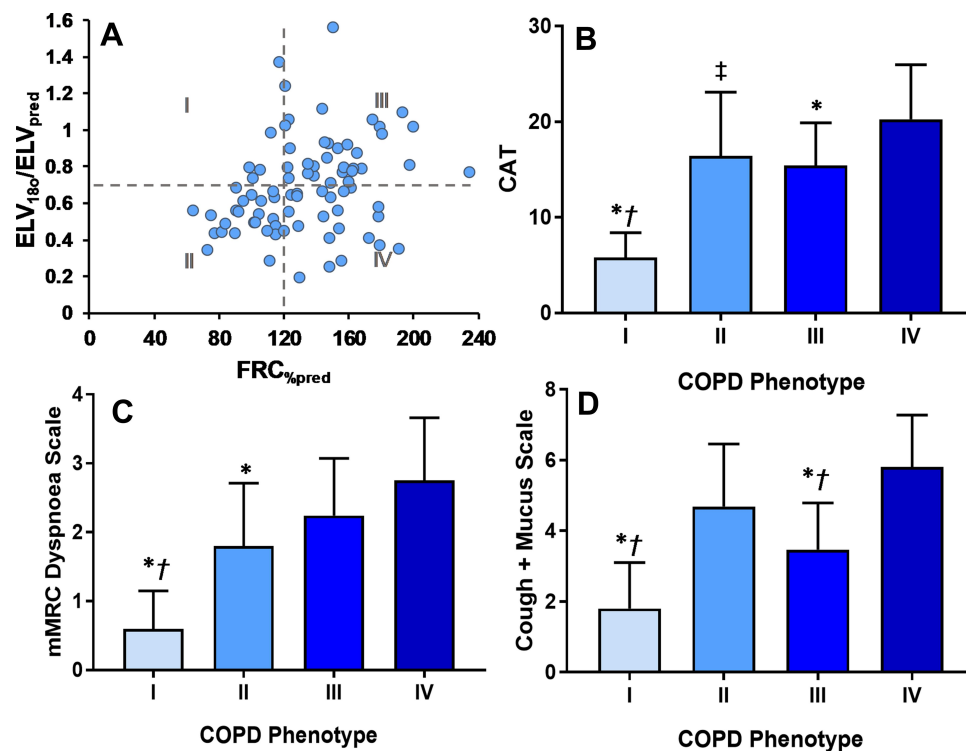 A
ELV18o/ELVpred
1.6
1.4
1.2
1
0.8
0.6
0.4
0.2
0
I
III
II
IV
0 40 80 120 160 200 240
FRC%pred
B
CAT
30
20
10
0
*†
‡
*
I II III IV
COPD Phenotype
C
mMRC Dyspnoea Scale
4
3
2
1
0
*†
*
I II III IV
COPD Phenotype
D
Cough + Mucus Scale
8
6
4
2
0
*†
*†
I II III IV
COPD Phenotype